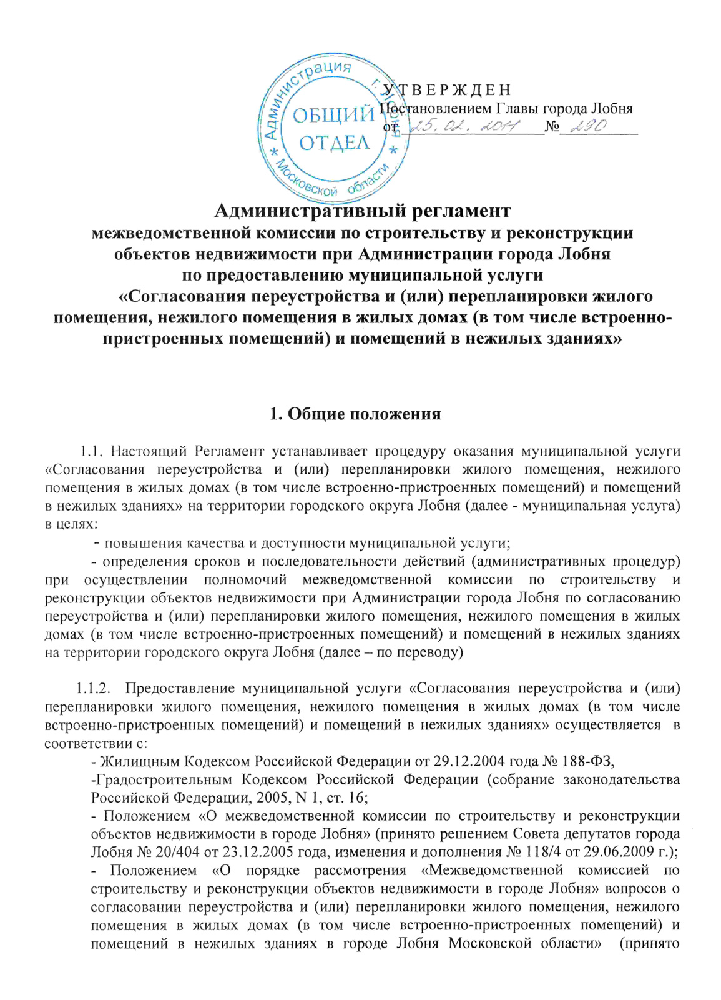 Администрация г. Лобня
ОБЩИЙ
ОТДЕЛ
* Московской области *
УТВЕРЖДЕН
Постановлением Главы города Лобня
от 25.02.2011 № 290
Административный регламент
межведомственной комиссии по строительству и реконструкции
объектов недвижимости при Администрации города Лобня
по предоставлению муниципальной услуги
«Согласования переустройства и (или) перепланировки жилого
помещения, нежилого помещения в жилых домах (в том числе встроенно-
пристроенных помещений) и помещений в нежилых зданиях»
1. Общие положения
1.1. Настоящий Регламент устанавливает процедуру оказания муниципальной услуги
«Согласования переустройства и (или) перепланировки жилого помещения, нежилого
помещения в жилых домах (в том числе встроенно-пристроенных помещений) и помещений
в нежилых зданиях» на территории городского округа Лобня (далее - муниципальная услуга)
в целях:
- повышения качества и доступности муниципальной услуги;
- определения сроков и последовательности действий (административных процедур)
при осуществлении полномочий межведомственной комиссии по строительству и
реконструкции объектов недвижимости при Администрации города Лобня по согласованию
переустройства и (или) перепланировки жилого помещения, нежилого помещения в жилых
домах (в том числе встроенно-пристроенных помещений) и помещений в нежилых зданиях
на территории городского округа Лобня (далее – по переводу)
1.1.2. Предоставление муниципальной услуги «Согласования переустройства и (или)
перепланировки жилого помещения, нежилого помещения в жилых домах (в том числе
встроенно-пристроенных помещений) и помещений в нежилых зданиях» осуществляется в
соответствии с:
- Жилищным Кодексом Российской Федерации от 29.12.2004 года № 188-ФЗ,
-Градостроительным Кодексом Российской Федерации (собрание законодательства
Российской Федерации, 2005, N 1, ст. 16;
- Положением «О межведомственной комиссии по строительству и реконструкции
объектов недвижимости в городе Лобня» (принято решением Совета депутатов города
Лобня № 20/404 от 23.12.2005 года, изменения и дополнения № 118/4 от 29.06.2009 г.);
- Положением «О порядке рассмотрения «Межведомственной комиссией по
строительству и реконструкции объектов недвижимости в городе Лобня» вопросов о
согласовании переустройства и (или) перепланировки жилого помещения, нежилого
помещения в жилых домах (в том числе встроенно-пристроенных помещений) и
помещений в нежилых зданиях в городе Лобня Московской области» (принято